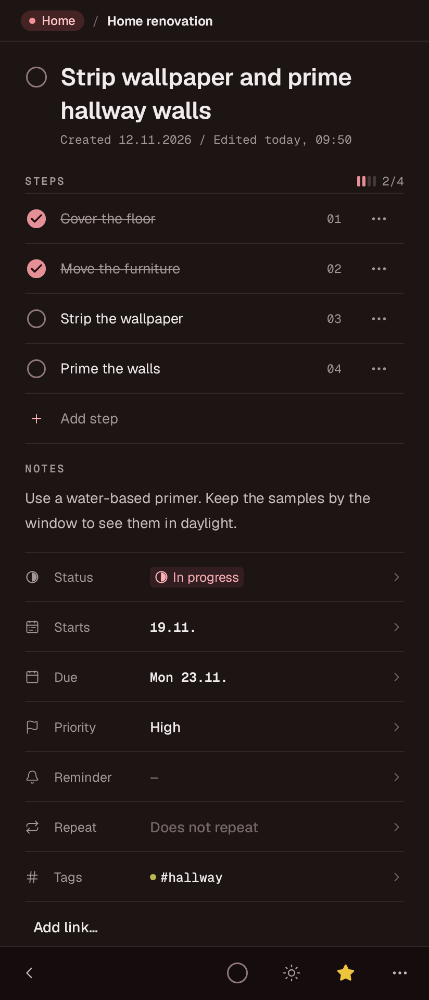 Home / Home renovation
Strip wallpaper and prime
hallway walls
Created 12.11.2026 / Edited today, 09:50
STEPS 2/4
Cover the floor 01
Move the furniture 02
Strip the wallpaper 03
Prime the walls 04
+ Add step
NOTES
Use a water-based primer. Keep the samples by the
window to see them in daylight.
Status In progress
Starts 19.11.
Due Mon 23.11.
Priority High
Reminder –
Repeat Does not repeat
Tags #hallway
Add link…